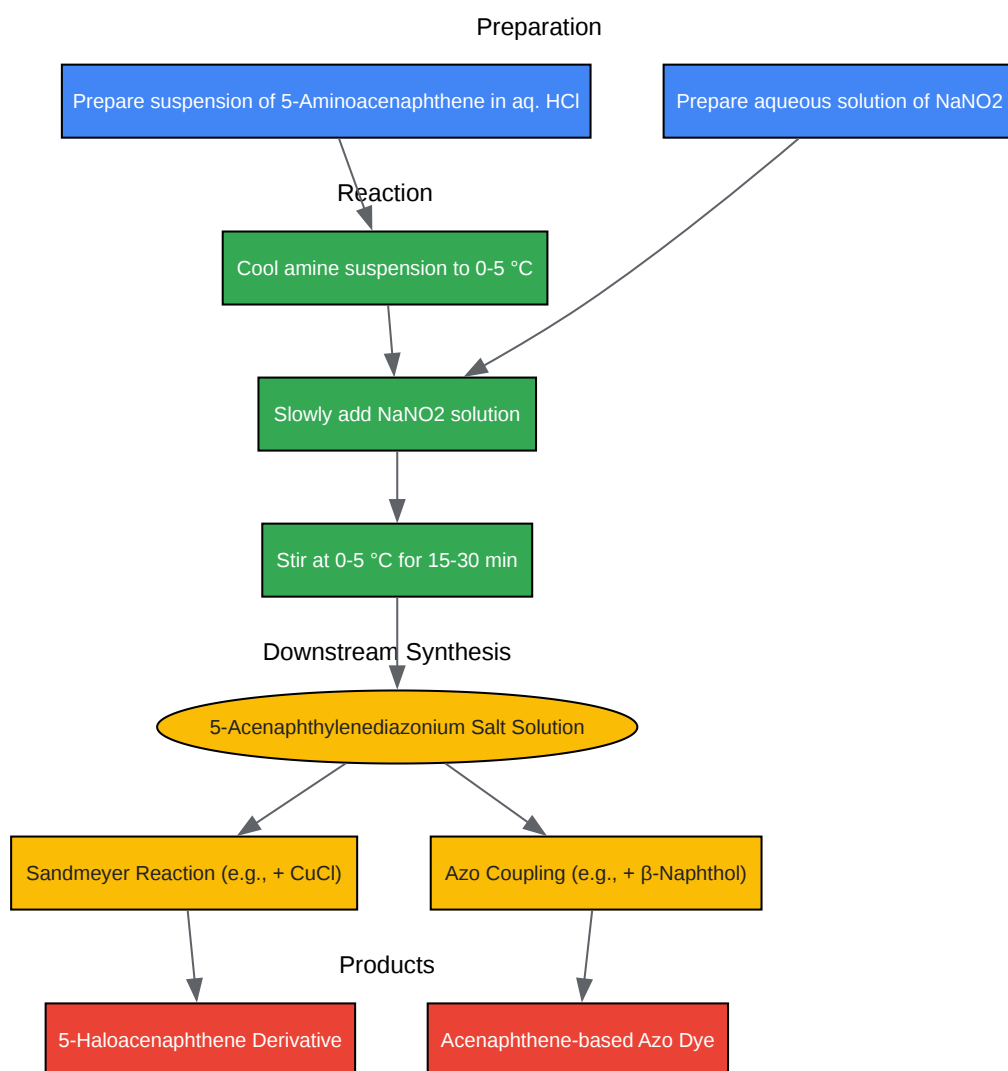 Preparation
Prepare suspension of 5-Aminoacenaphthene in aq. HCl
Prepare aqueous solution of NaNO2
Reaction
Cool amine suspension to 0-5 °C
Slowly add NaNO2 solution
Stir at 0-5 °C for 15-30 min
Downstream Synthesis
5-Acenaphthylenediazonium Salt Solution
Sandmeyer Reaction (e.g., + CuCl)
Azo Coupling (e.g., + β-Naphthol)
Products
5-Haloacenaphthene Derivative
Acenaphthene-based Azo Dye